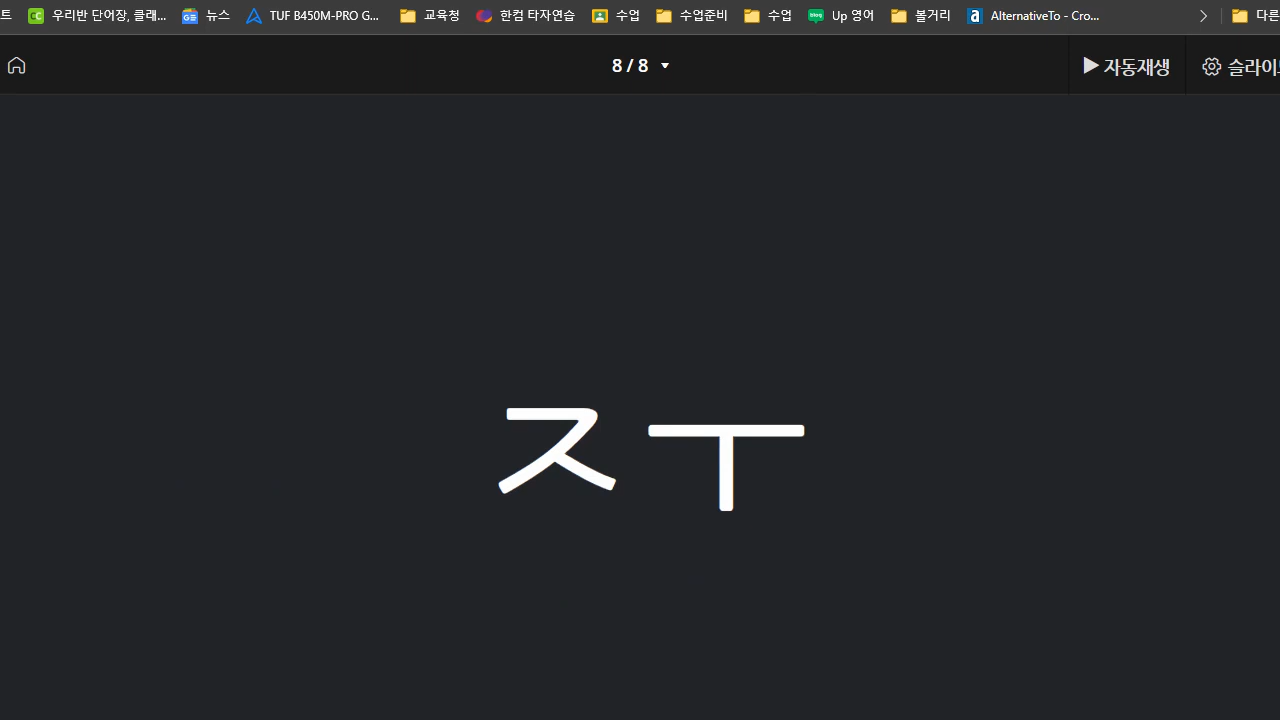 트 우리반 단어장, 클래... 뉴스 TUF B450M-PRO G... 교육청 한컴 타자연습 수업 수업준비 수업 Up 영어 볼거리 AlternativeTo - Cro... 다른
8 / 8 자동재생 슬라이드
ㅈㅜ